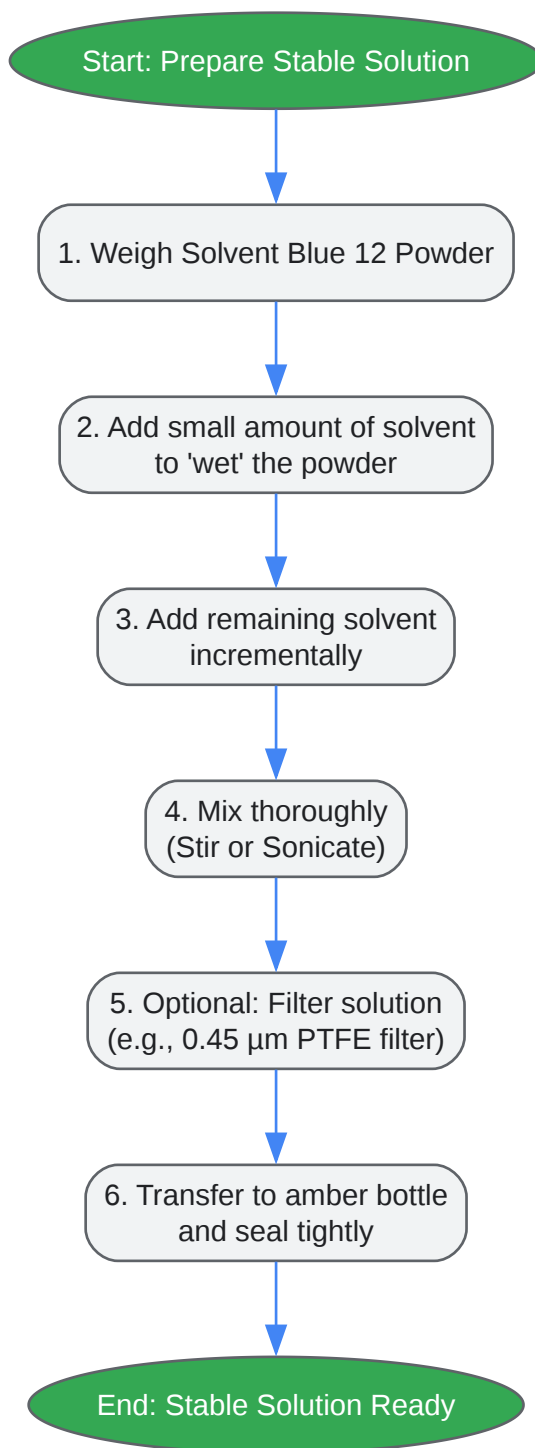 Start: Prepare Stable Solution
1. Weigh Solvent Blue 12 Powder
2. Add small amount of solvent
to 'wet' the powder
3. Add remaining solvent
incrementally
4. Mix thoroughly
(Stir or Sonicate)
5. Optional: Filter solution
(e.g., 0.45 µm PTFE filter)
6. Transfer to amber bottle
and seal tightly
End: Stable Solution Ready